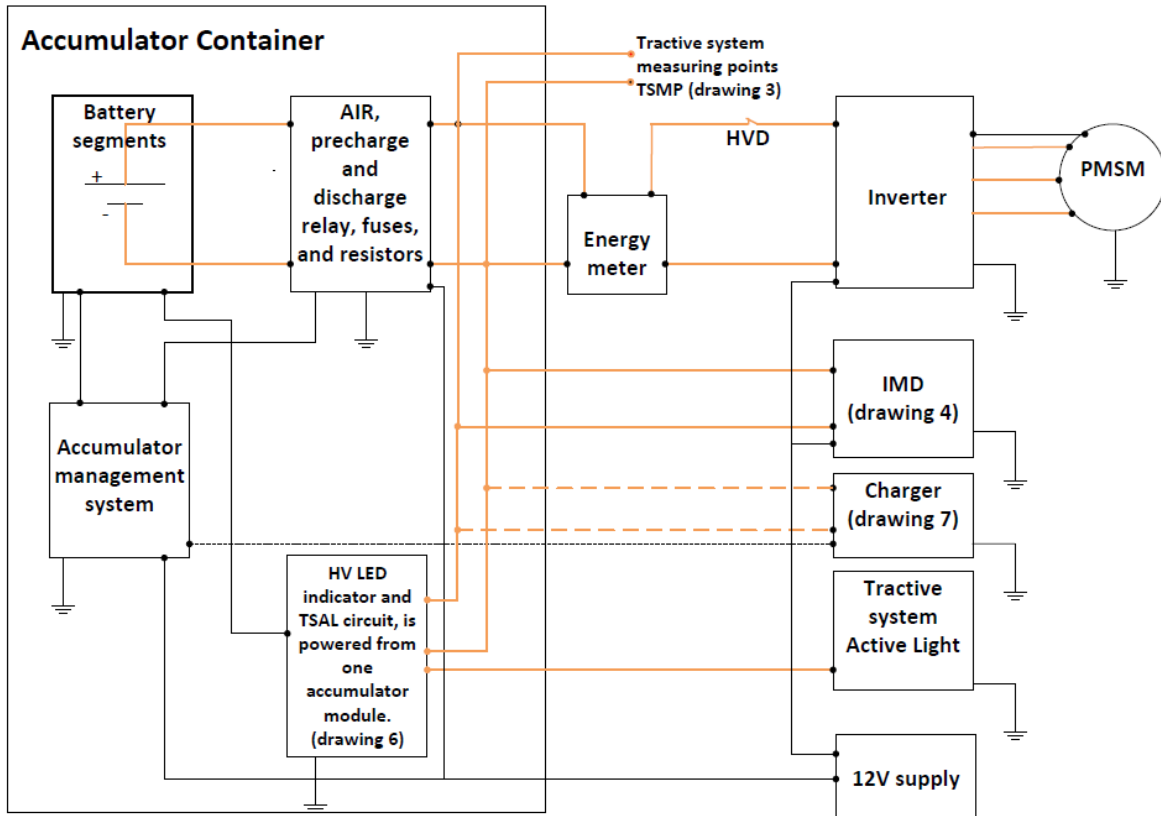 Accumulator Container
Tractive system
measuring points
TSMP (drawing 3)
Battery
segments
+
-
AIR,
precharge
and
discharge
relay, fuses,
and resistors
HVD
Energy
meter
Inverter
PMSM
IMD
(drawing 4)
Accumulator
management
system
Charger
(drawing 7)
HV LED
indicator and
TSAL circuit, is
powered from
one
accumulator
module.
(drawing 6)
Tractive
system
Active Light
12V supply